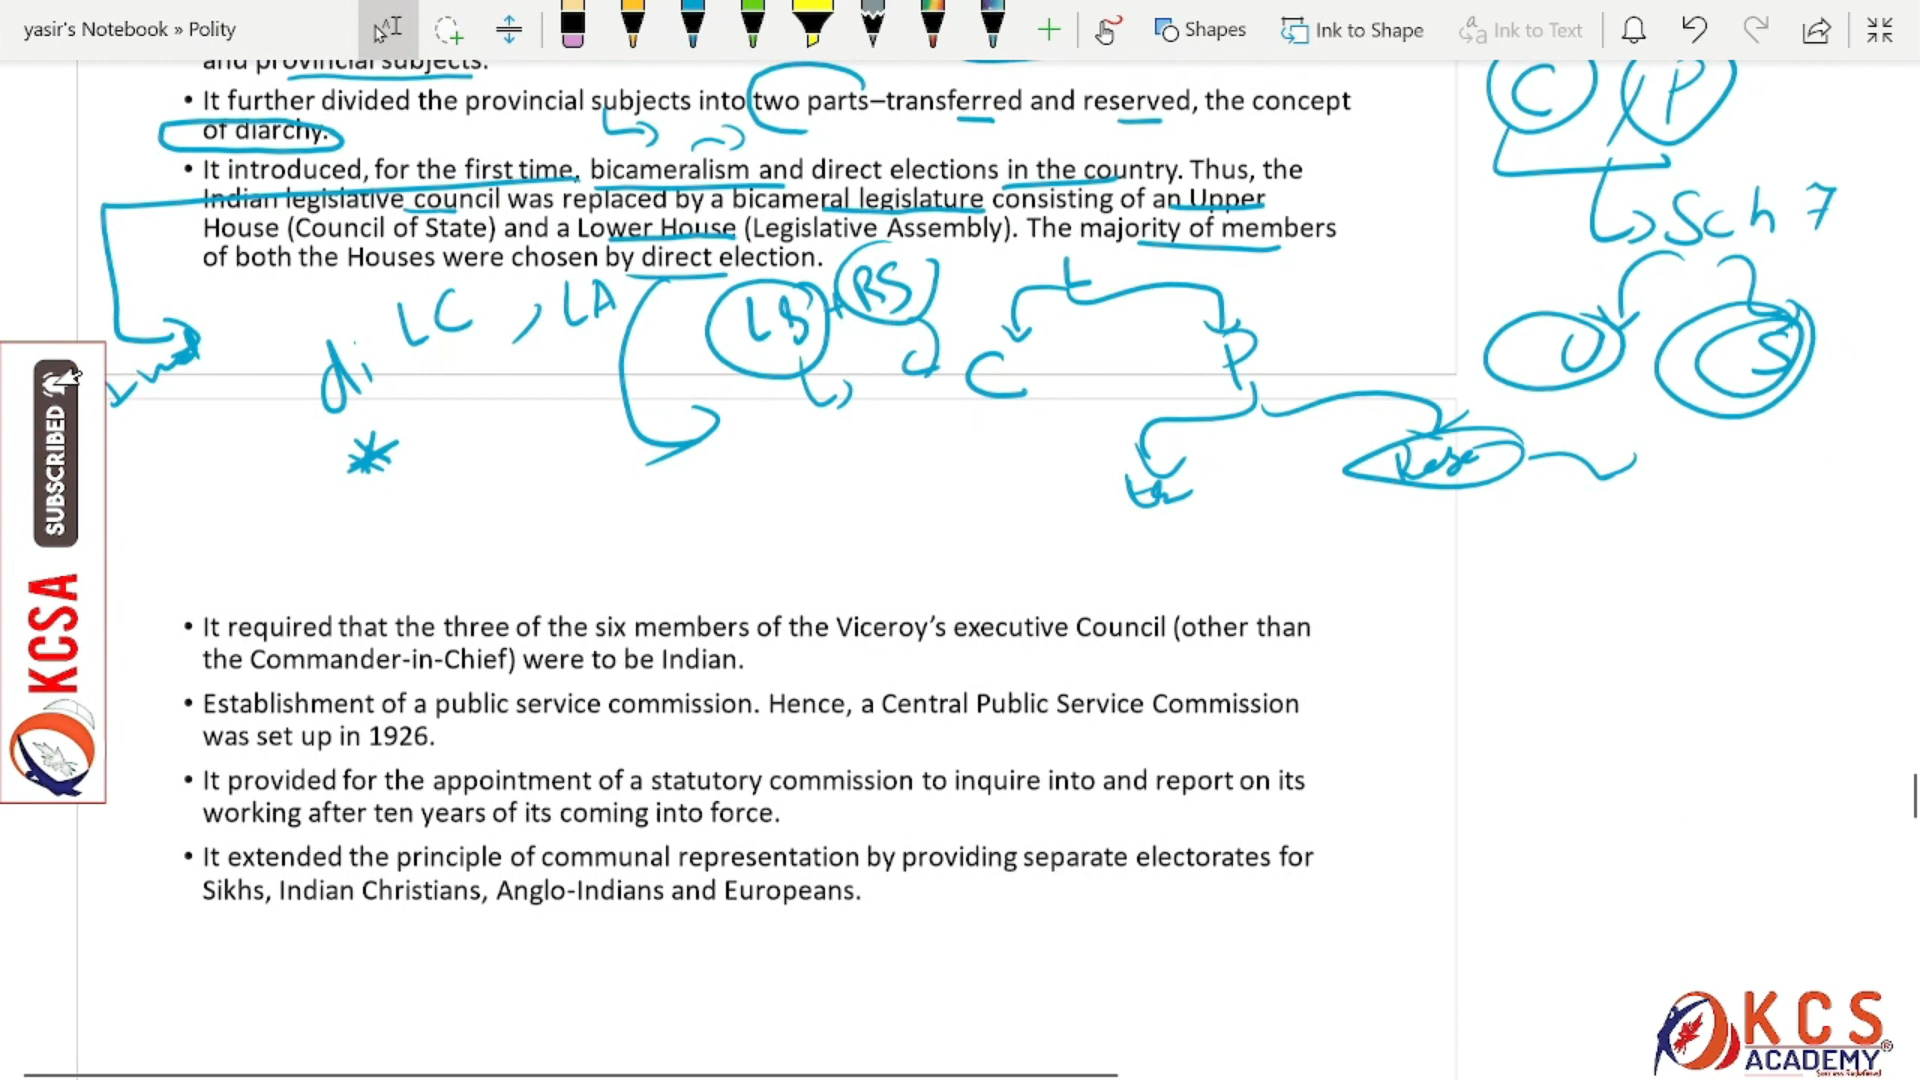 yasir's Notebook » Polity
Shapes
Ink to Shape
Ink to Text
and provincial subjects.
• It further divided the provincial subjects into two parts–transferred and reserved, the concept
of diarchy.
• It introduced, for the first time, bicameralism and direct elections in the country. Thus, the
Indian legislative council was replaced by a bicameral legislature consisting of an Upper
House (Council of State) and a Lower House (Legislative Assembly). The majority of members
of both the Houses were chosen by direct election.
C P
Sch 7
U S
LC, LA
di
LS + RS
C P
Rese
*
• It required that the three of the six members of the Viceroy's executive Council (other than
the Commander-in-Chief) were to be Indian.
• Establishment of a public service commission. Hence, a Central Public Service Commission
was set up in 1926.
• It provided for the appointment of a statutory commission to inquire into and report on its
working after ten years of its coming into force.
• It extended the principle of communal representation by providing separate electorates for
Sikhs, Indian Christians, Anglo-Indians and Europeans.
SUBSCRIBED
KCSA
KCS
ACADEMY®